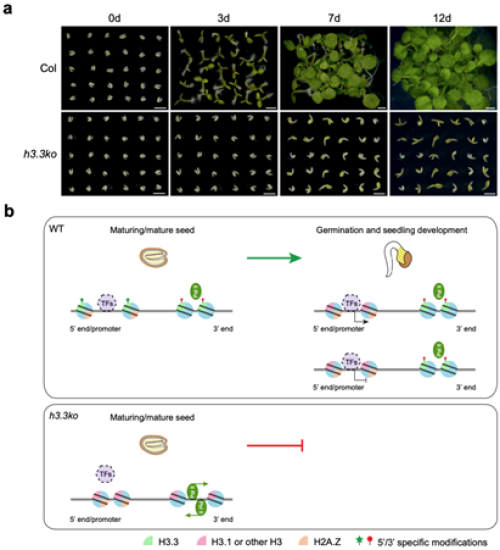 a
0d 3d 7d 12d
Col
h3.3ko
b
WT
Maturing/mature seed Germination and seedling development
TFs TFs
5' end/promoter 3' end 5' end/promoter 3' end
TFs
5' end/promoter 3' end
h3.3ko
Maturing/mature seed
TFs
5' end/promoter 3' end
H3.3 H3.1 or other H3 H2A.Z 5'/3' specific modifications